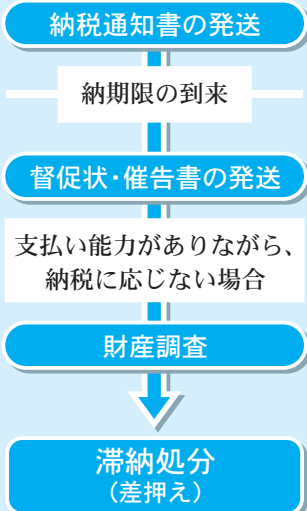 納税通知書の発送
納期限の到来
督促状・催告書の発送
支払い能力がありながら、
納税に応じない場合
財産調査
滞納処分
（差押え）